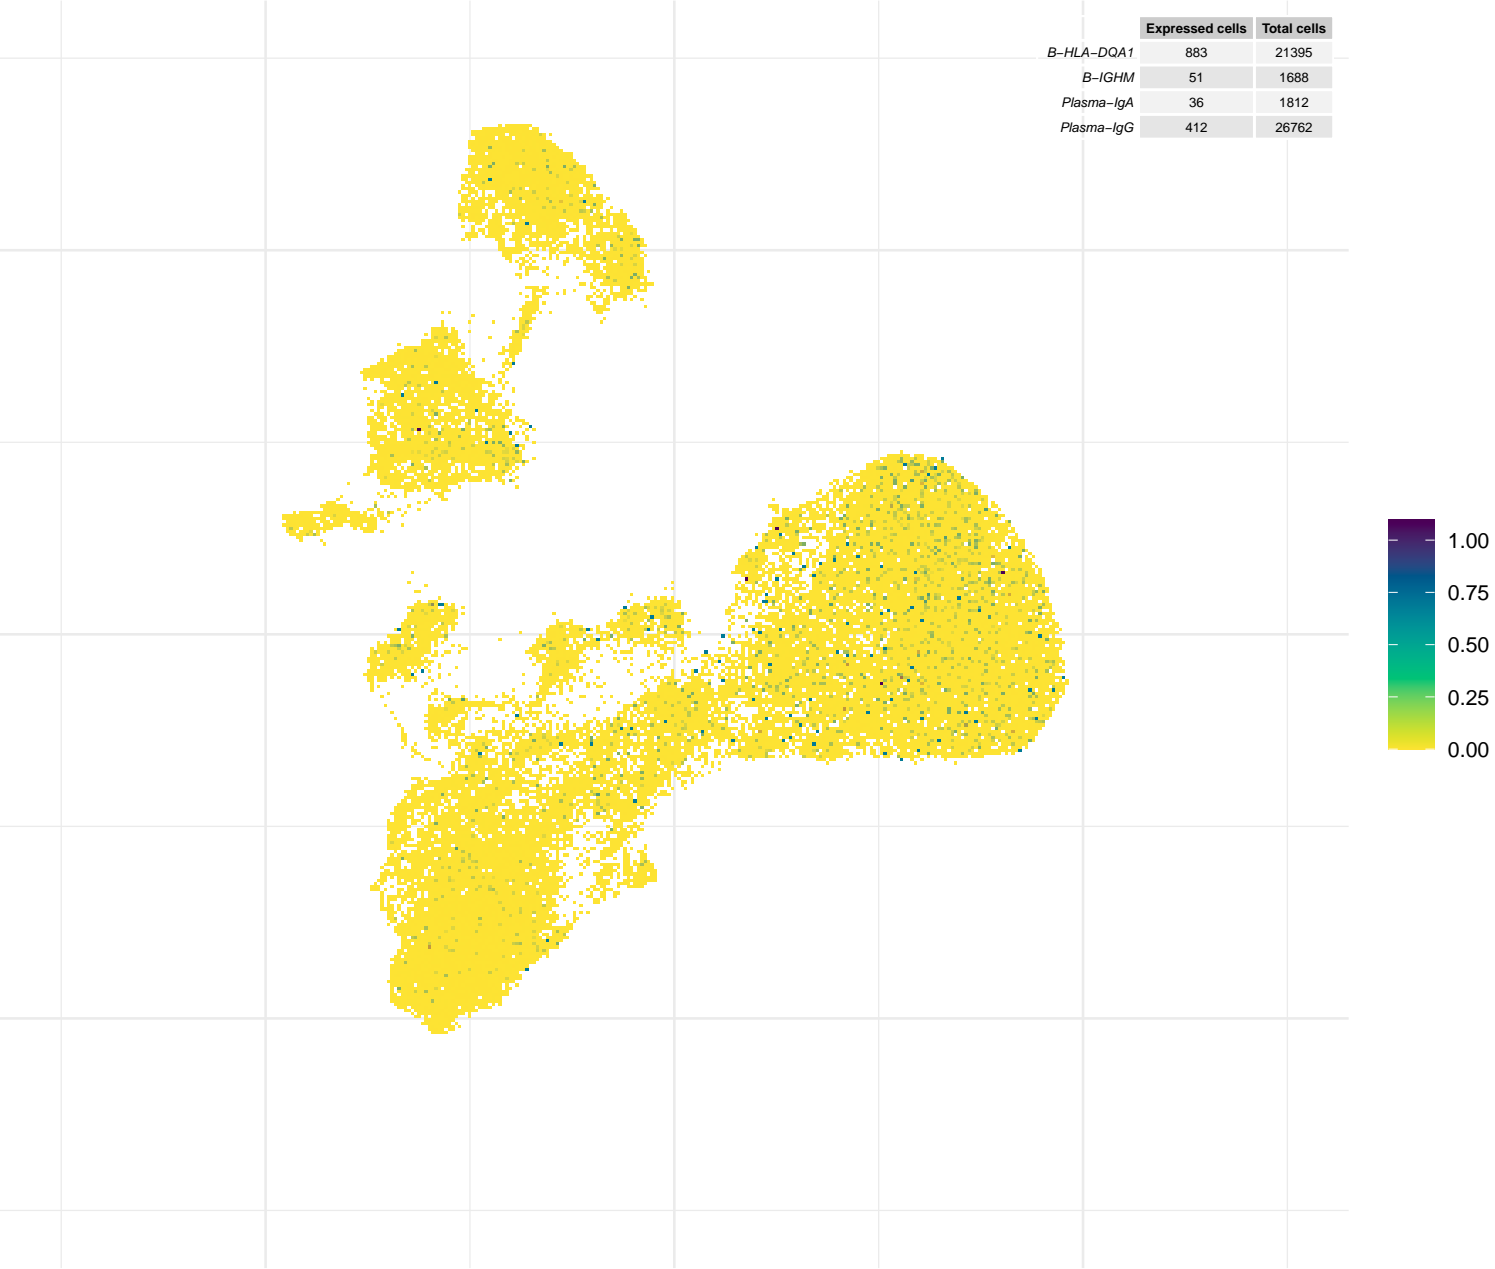 Expressed cells Total cells
B−HLA−DQA1 883 21395
B−IGHM 51 1688
Plasma−IgA 36 1812
Plasma−IgG 412 26762
1.00
0.75
0.50
0.25
0.00